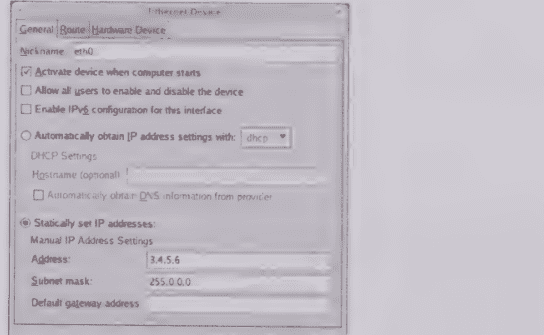 Ethernet Device
General Route Hardware Device
Nickname: eth0
Activate device when computer starts
Allow all users to enable and disable the device
Enable IPv6 configuration for this interface
Automatically obtain IP address settings with: dhcp
DHCP Settings
Hostname (optional):
Automatically obtain DNS information from provider
Statically set IP addresses:
Manual IP Address Settings
Address: 3.4.5.6
Subnet mask: 255.0.0.0
Default gateway address